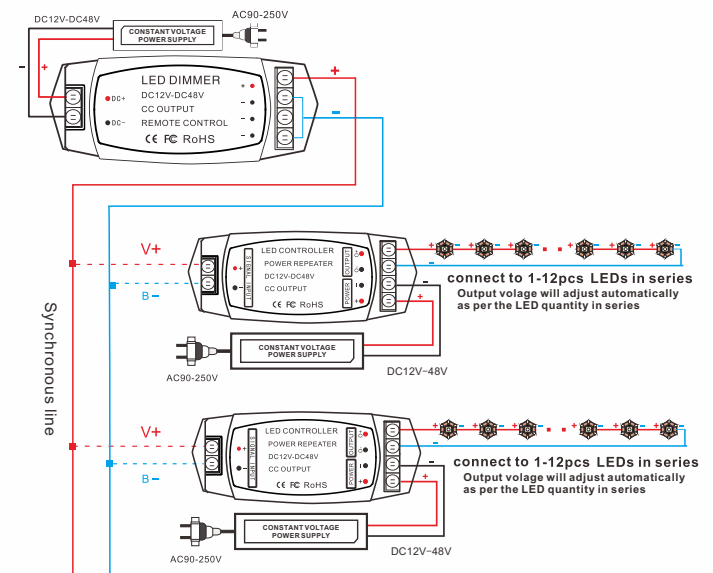 DC12V-DC48V
CONSTANT VOLTAGE
POWER SUPPLY
AC90-250V
- +
LED DIMMER
DC+
DC12V-DC48V
CC OUTPUT
DC-
REMOTE CONTROL
CE FC RoHS
+
-
-
-
+
-
Synchronous line
V+
B-
SIGNAL INPUT
+
-
LED CONTROLLER
POWER REPEATER
DC12V-DC48V
CC OUTPUT
CE FC RoHS
OUTPUT
POWER
+ - + - + - + - + - + -
-
connect to 1-12pcs LEDs in series
Output volage will adjust automatically
as per the LED quantity in series
-
+
CONSTANT VOLTAGE
POWER SUPPLY
AC90-250V
DC12V-48V
V+
B-
SIGNAL INPUT
+
-
LED CONTROLLER
POWER REPEATER
DC12V-DC48V
CC OUTPUT
CE FC RoHS
OUTPUT
POWER
+ - + - + - + - + - + -
-
connect to 1-12pcs LEDs in series
Output volage will adjust automatically
as per the LED quantity in series
-
+
CONSTANT VOLTAGE
POWER SUPPLY
AC90-250V
DC12V-48V